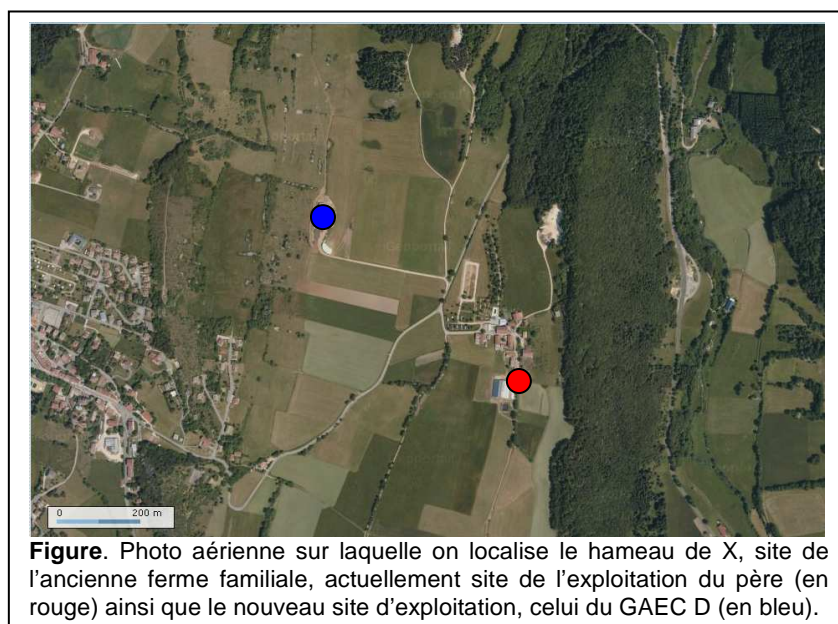 0 200 m
Figure. Photo aérienne sur laquelle on localise le hameau de X, site de
l'ancienne ferme familiale, actuellement site de l'exploitation du père (en
rouge) ainsi que le nouveau site d'exploitation, celui du GAEC D (en bleu).